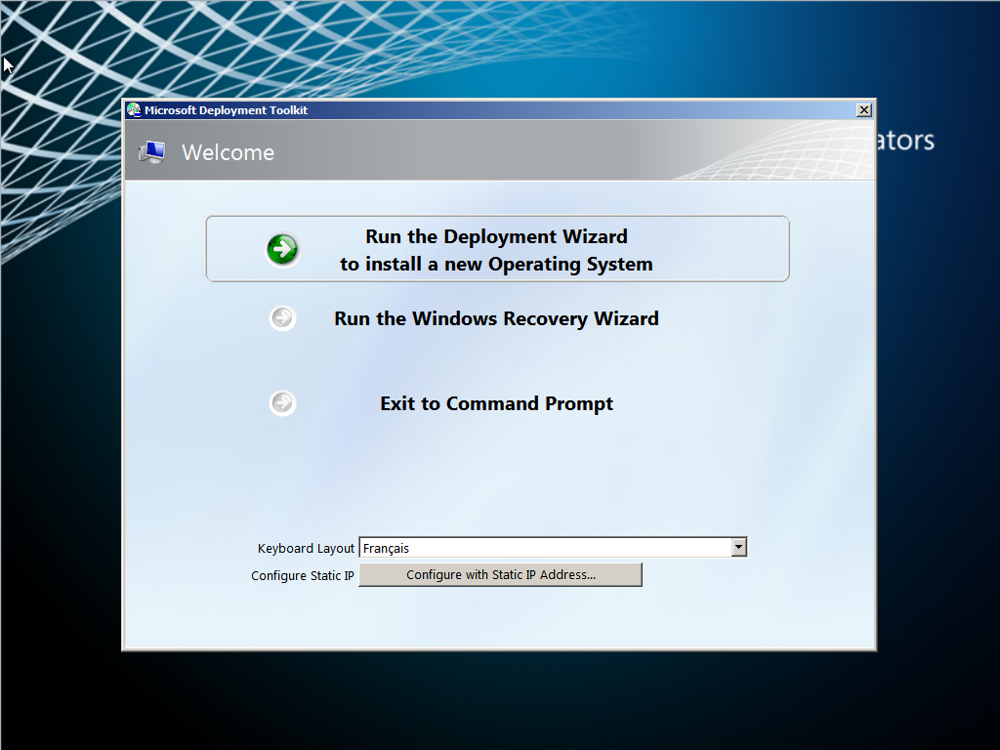 Microsoft Deployment Toolkit
Welcome
Run the Deployment Wizard
to install a new Operating System
Run the Windows Recovery Wizard
Exit to Command Prompt
Keyboard Layout Français
Configure Static IP Configure with Static IP Address...
ators